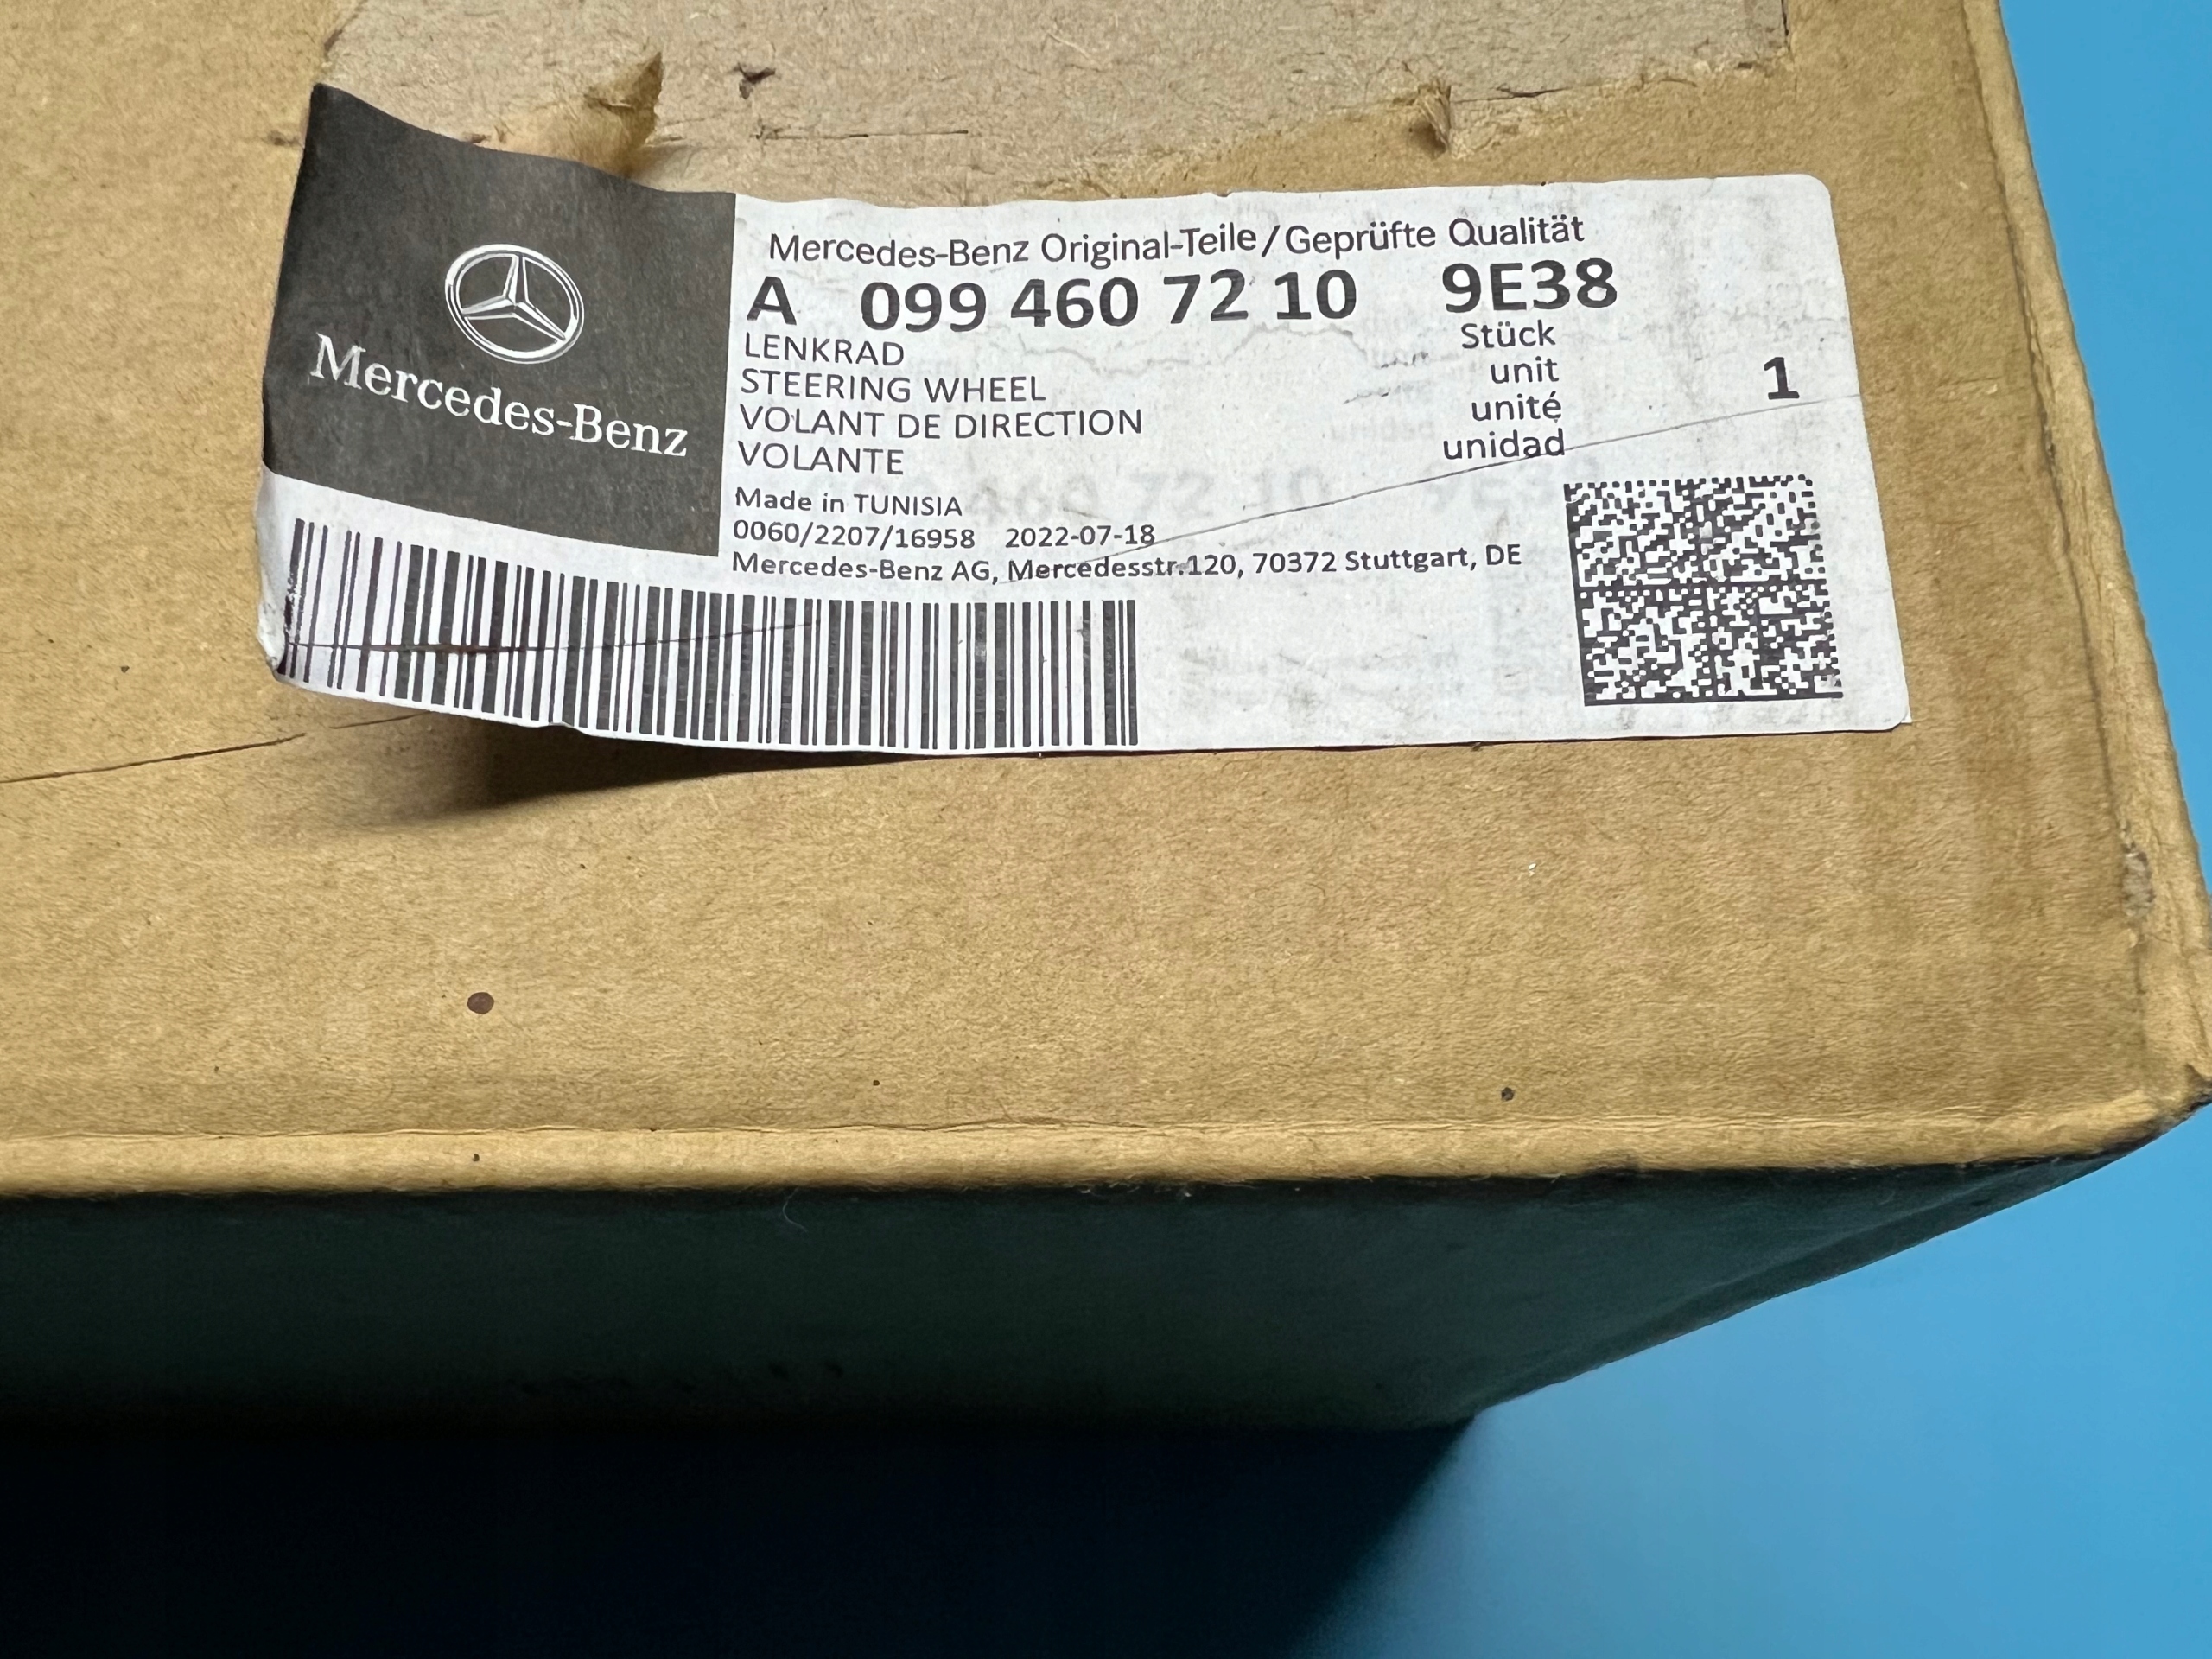 Mercedes-Benz
Mercedes-Benz Original-Teile/Geprüfte Qualität
A 099 460 72 10 9E38
LENKRAD
STEERING WHEEL
VOLANT DE DIRECTION
VOLANTE
Stück
unit
unité
unidad
1
Made in TUNISIA
0060/2207/16958 2022-07-18
Mercedes-Benz AG, Mercedesstr.120, 70372 Stuttgart, DE